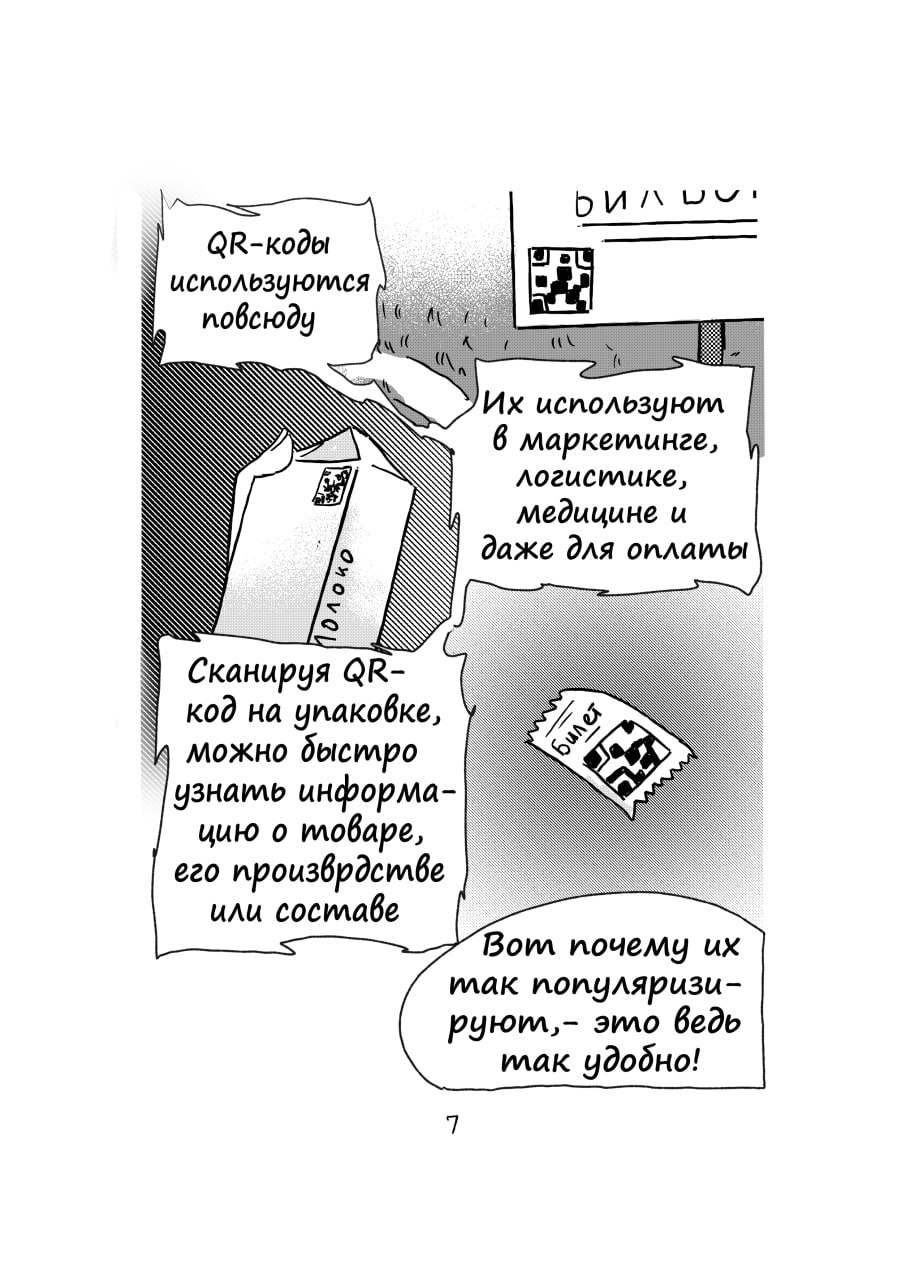 QR-коды
используются
повсюду
БИЛБО
Их используют
в маркетинге,
логистике,
медицине и
даже для оплаты
Молоко
Сканируя QR-
код на упаковке,
можно быстро
узнать информа-
цию о товаре,
его произврдстве
или составе
Билет
Вот почему их
так популяризи-
руют,- это ведь
так удобно!
7